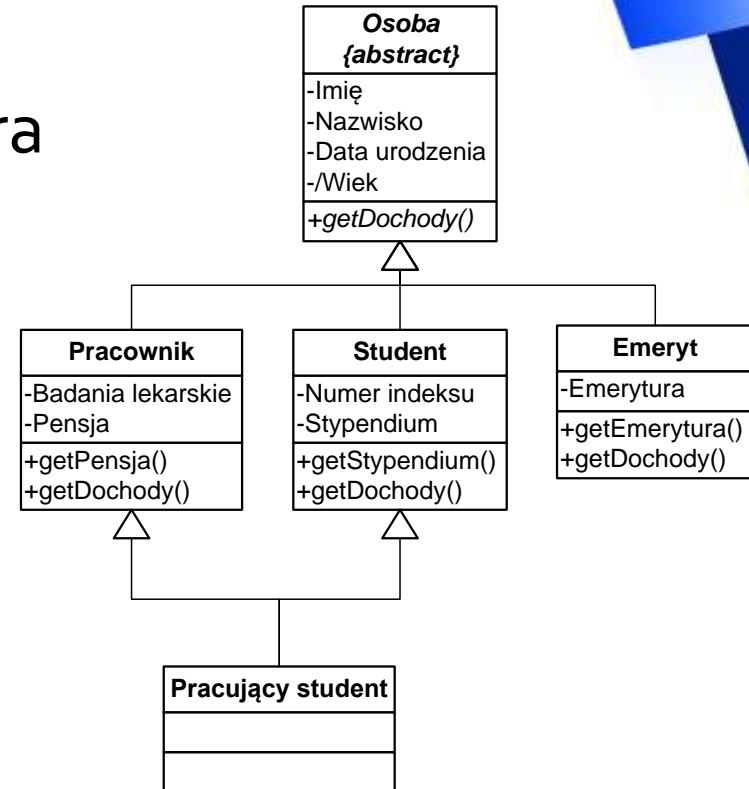 ra
Osoba
{abstract}
-Imię
-Nazwisko
-Data urodzenia
-/Wiek
+getDochody()
Pracownik
-Badania lekarskie
-Pensja
+getPensja()
+getDochody()
Student
-Numer indeksu
-Stypendium
+getStypendium()
+getDochody()
Emeryt
-Emerytura
+getEmerytura()
+getDochody()
Pracujący student